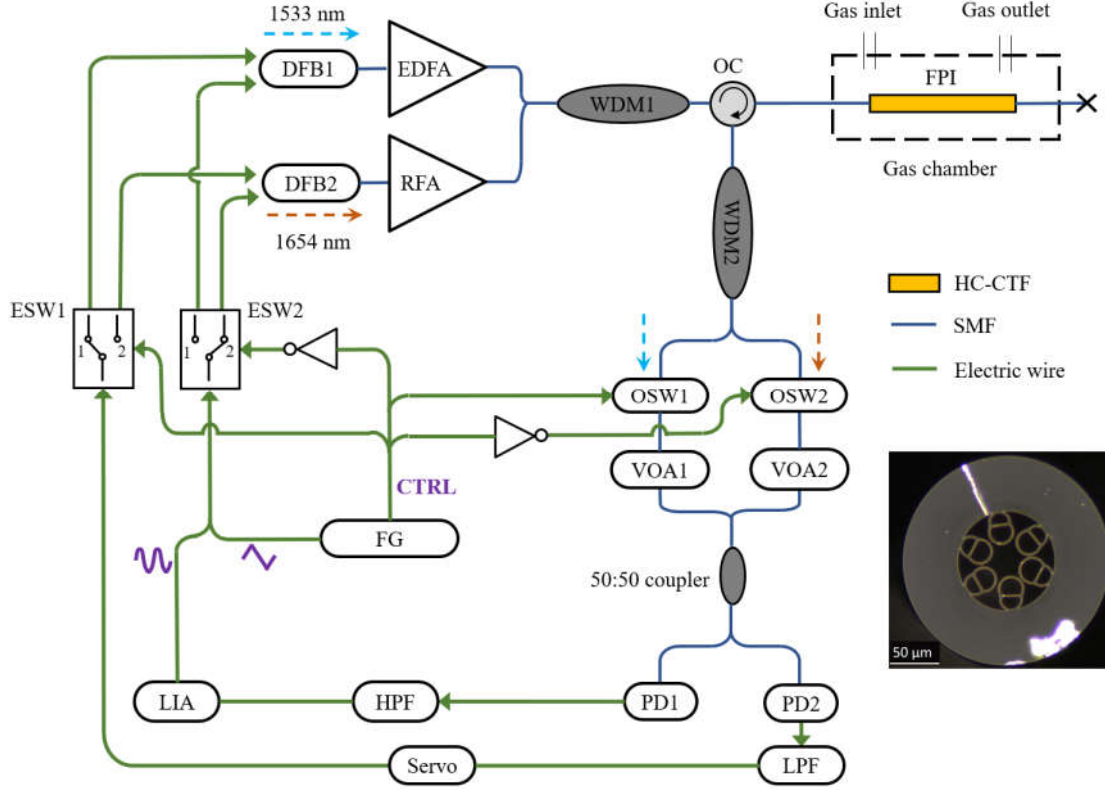 1533 nm
Gas inlet
Gas outlet
DFB1
EDFA
OC
FPI
WDM1
Gas chamber
DFB2
RFA
1654 nm
WDM2
ESW1
ESW2
1
2
1
2
HC-CTF
SMF
Electric wire
OSW1
OSW2
VOA1
VOA2
CTRL
FG
50:50 coupler
50 μm
LIA
HPF
PD1
PD2
Servo
LPF